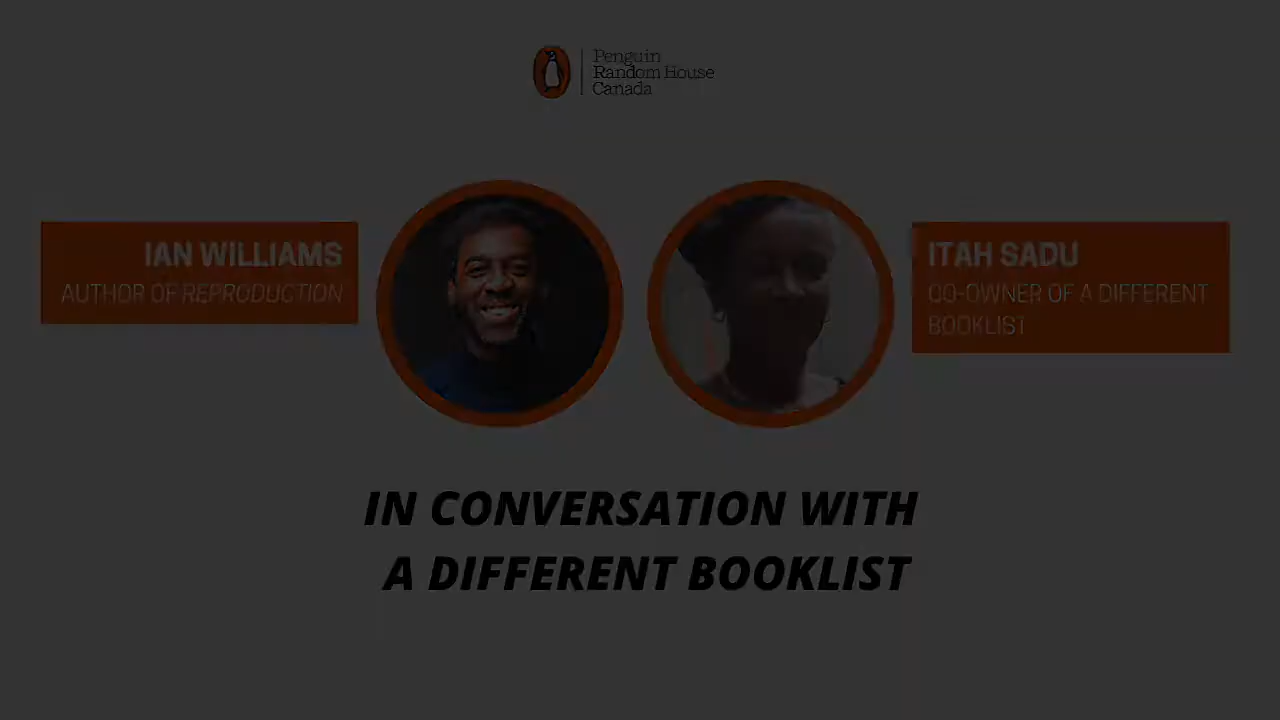 Penguin
Random House
Canada
IAN WILLIAMS
AUTHOR OF REPRODUCTION
ITAH SADU
CO-OWNER OF A DIFFERENT
BOOKLIST
IN CONVERSATION WITH
A DIFFERENT BOOKLIST